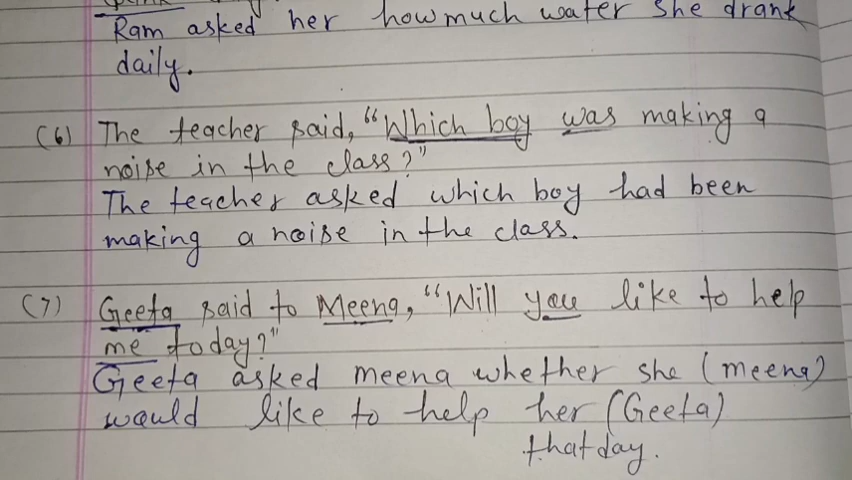 Ram asked her how much water she drank
daily.
(6) The teacher said, "Which boy was making a
noise in the class?"
The teacher asked which boy had been
making a noise in the class.
(7) Geeta said to Meena, "Will you like to help
me today?"
Geeta asked meena whether she (meena)
would like to help her (Geeta)
that day.